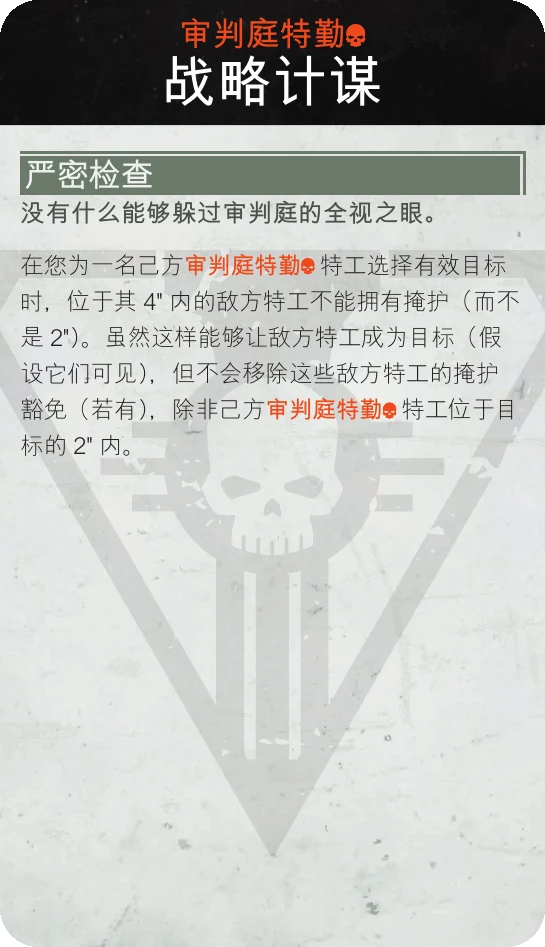 审判庭特勤
战略计谋
严密检查
没有什么能够躲过审判庭的全视之眼。
在您为一名己方审判庭特勤特工选择有效目标
时，位于其 4" 内的敌方特工不能拥有掩护（而不
是 2"）。虽然这样能够让敌方特工成为目标（假
设它们可见），但不会移除这些敌方特工的掩护
豁免（若有），除非己方审判庭特勤特工位于目
标的 2" 内。